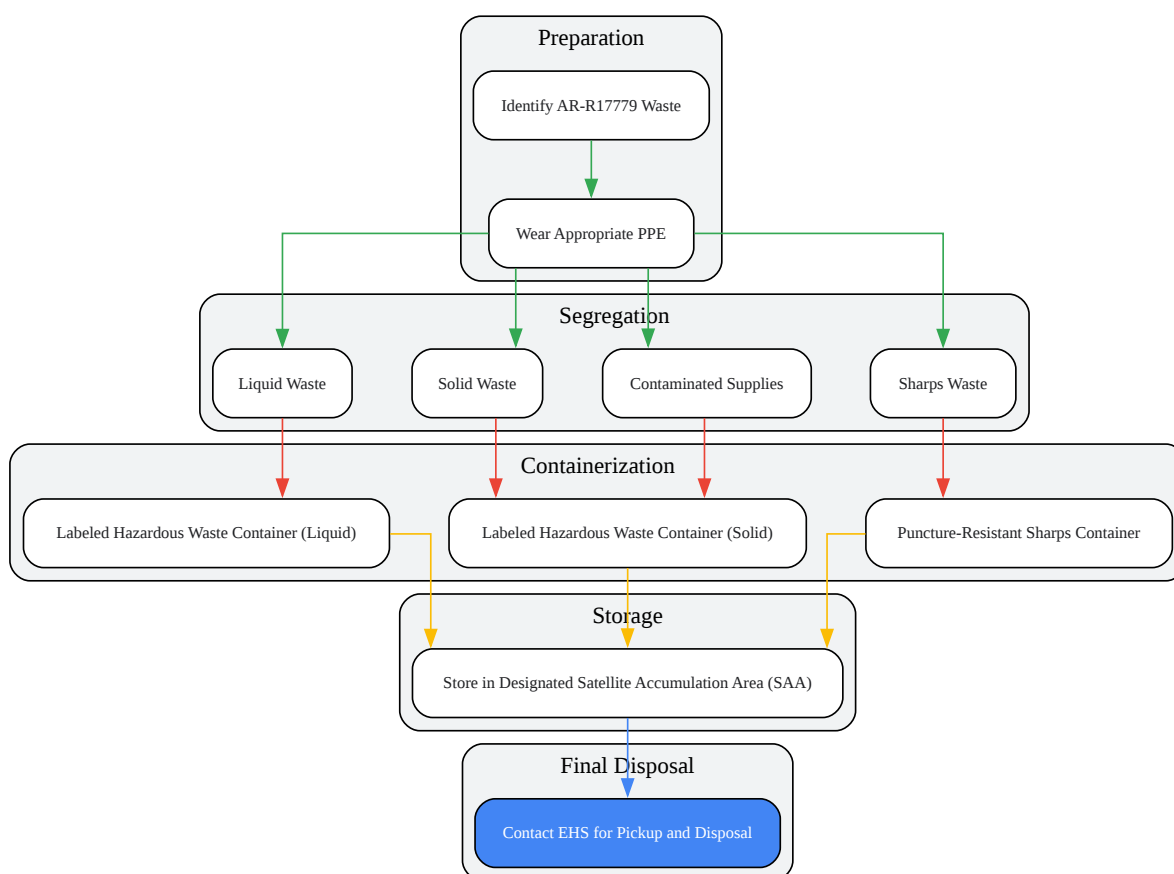 Preparation
Identify AR-R17779 Waste
Wear Appropriate PPE
Segregation
Liquid Waste
Solid Waste
Contaminated Supplies
Sharps Waste
Containerization
Labeled Hazardous Waste Container (Liquid)
Labeled Hazardous Waste Container (Solid)
Puncture-Resistant Sharps Container
Storage
Store in Designated Satellite Accumulation Area (SAA)
Final Disposal
Contact EHS for Pickup and Disposal